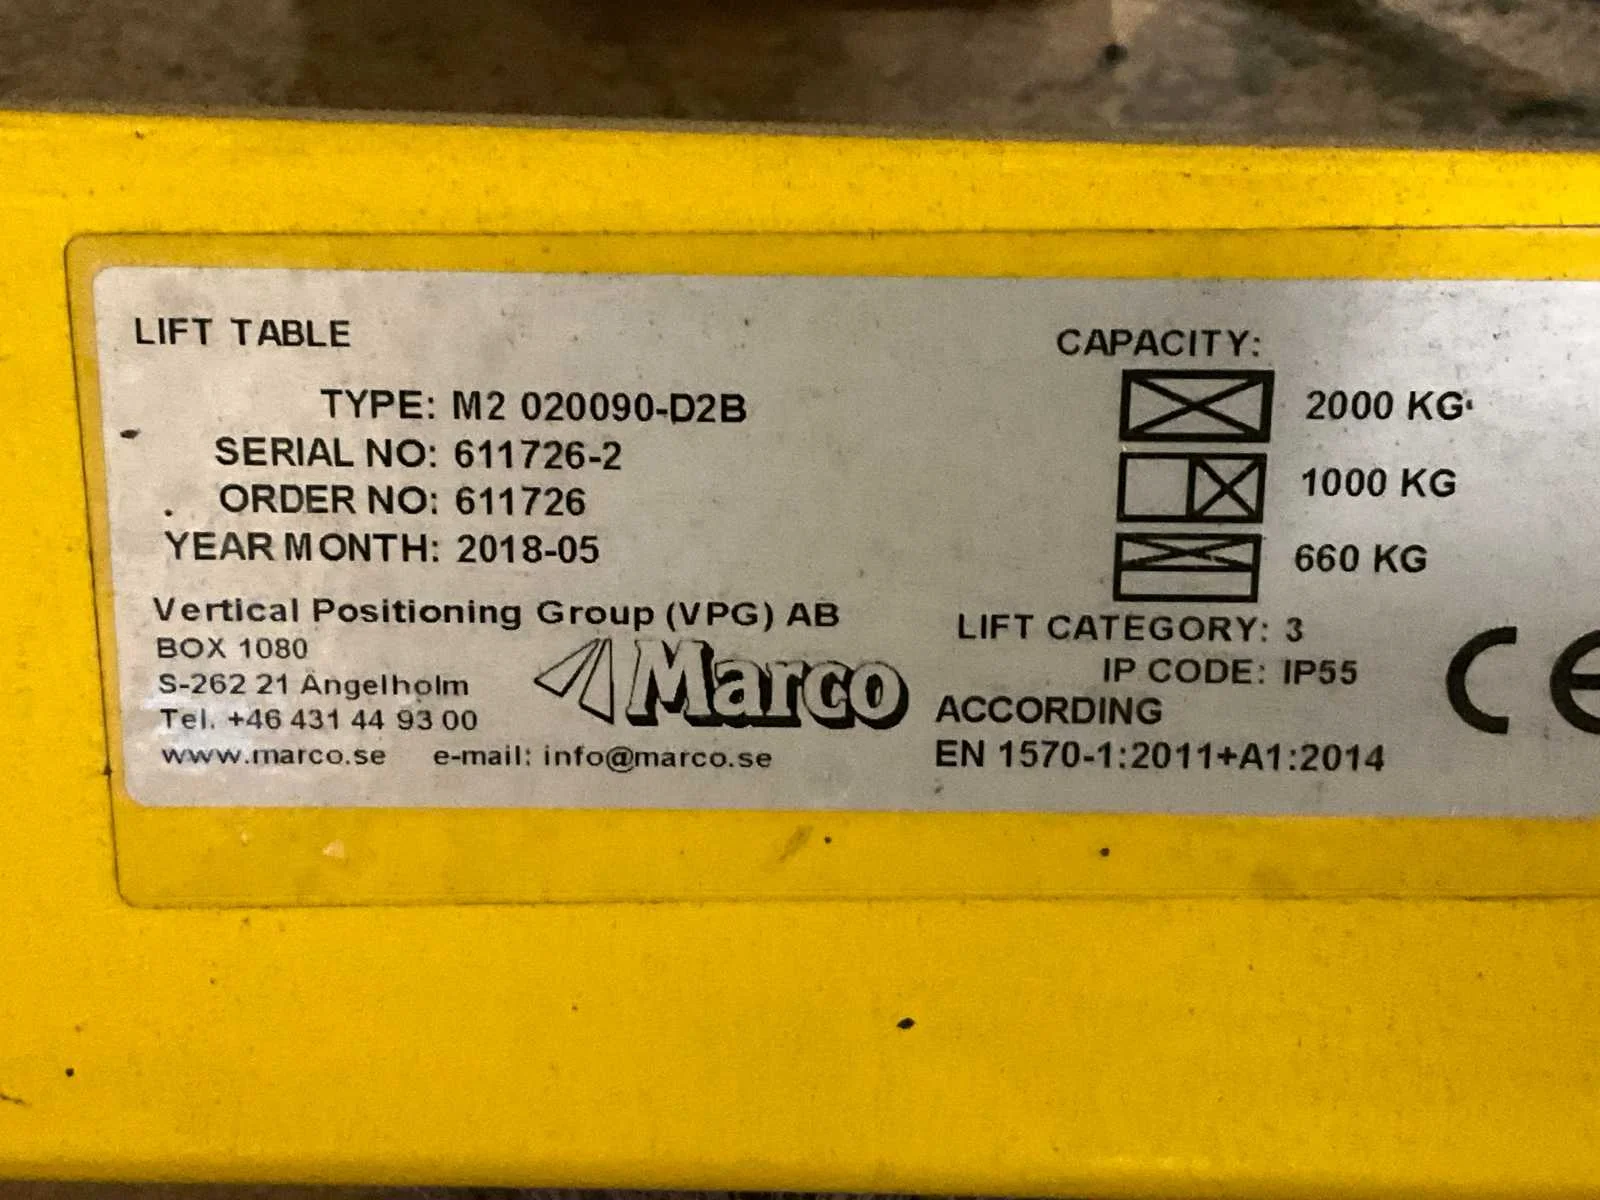 LIFT TABLE
TYPE: M2 020090-D2B
SERIAL NO: 611726-2
ORDER NO: 611726
YEAR MONTH: 2018-05
Vertical Positioning Group (VPG) AB
BOX 1080
S-262 21 Ängelholm
Tel. +46 431 44 93 00
www.marco.se e-mail: info@marco.se
Marco
CAPACITY:
2000 KG
1000 KG
660 KG
LIFT CATEGORY: 3
IP CODE: IP55
ACCORDING
EN 1570-1:2011+A1:2014
CE